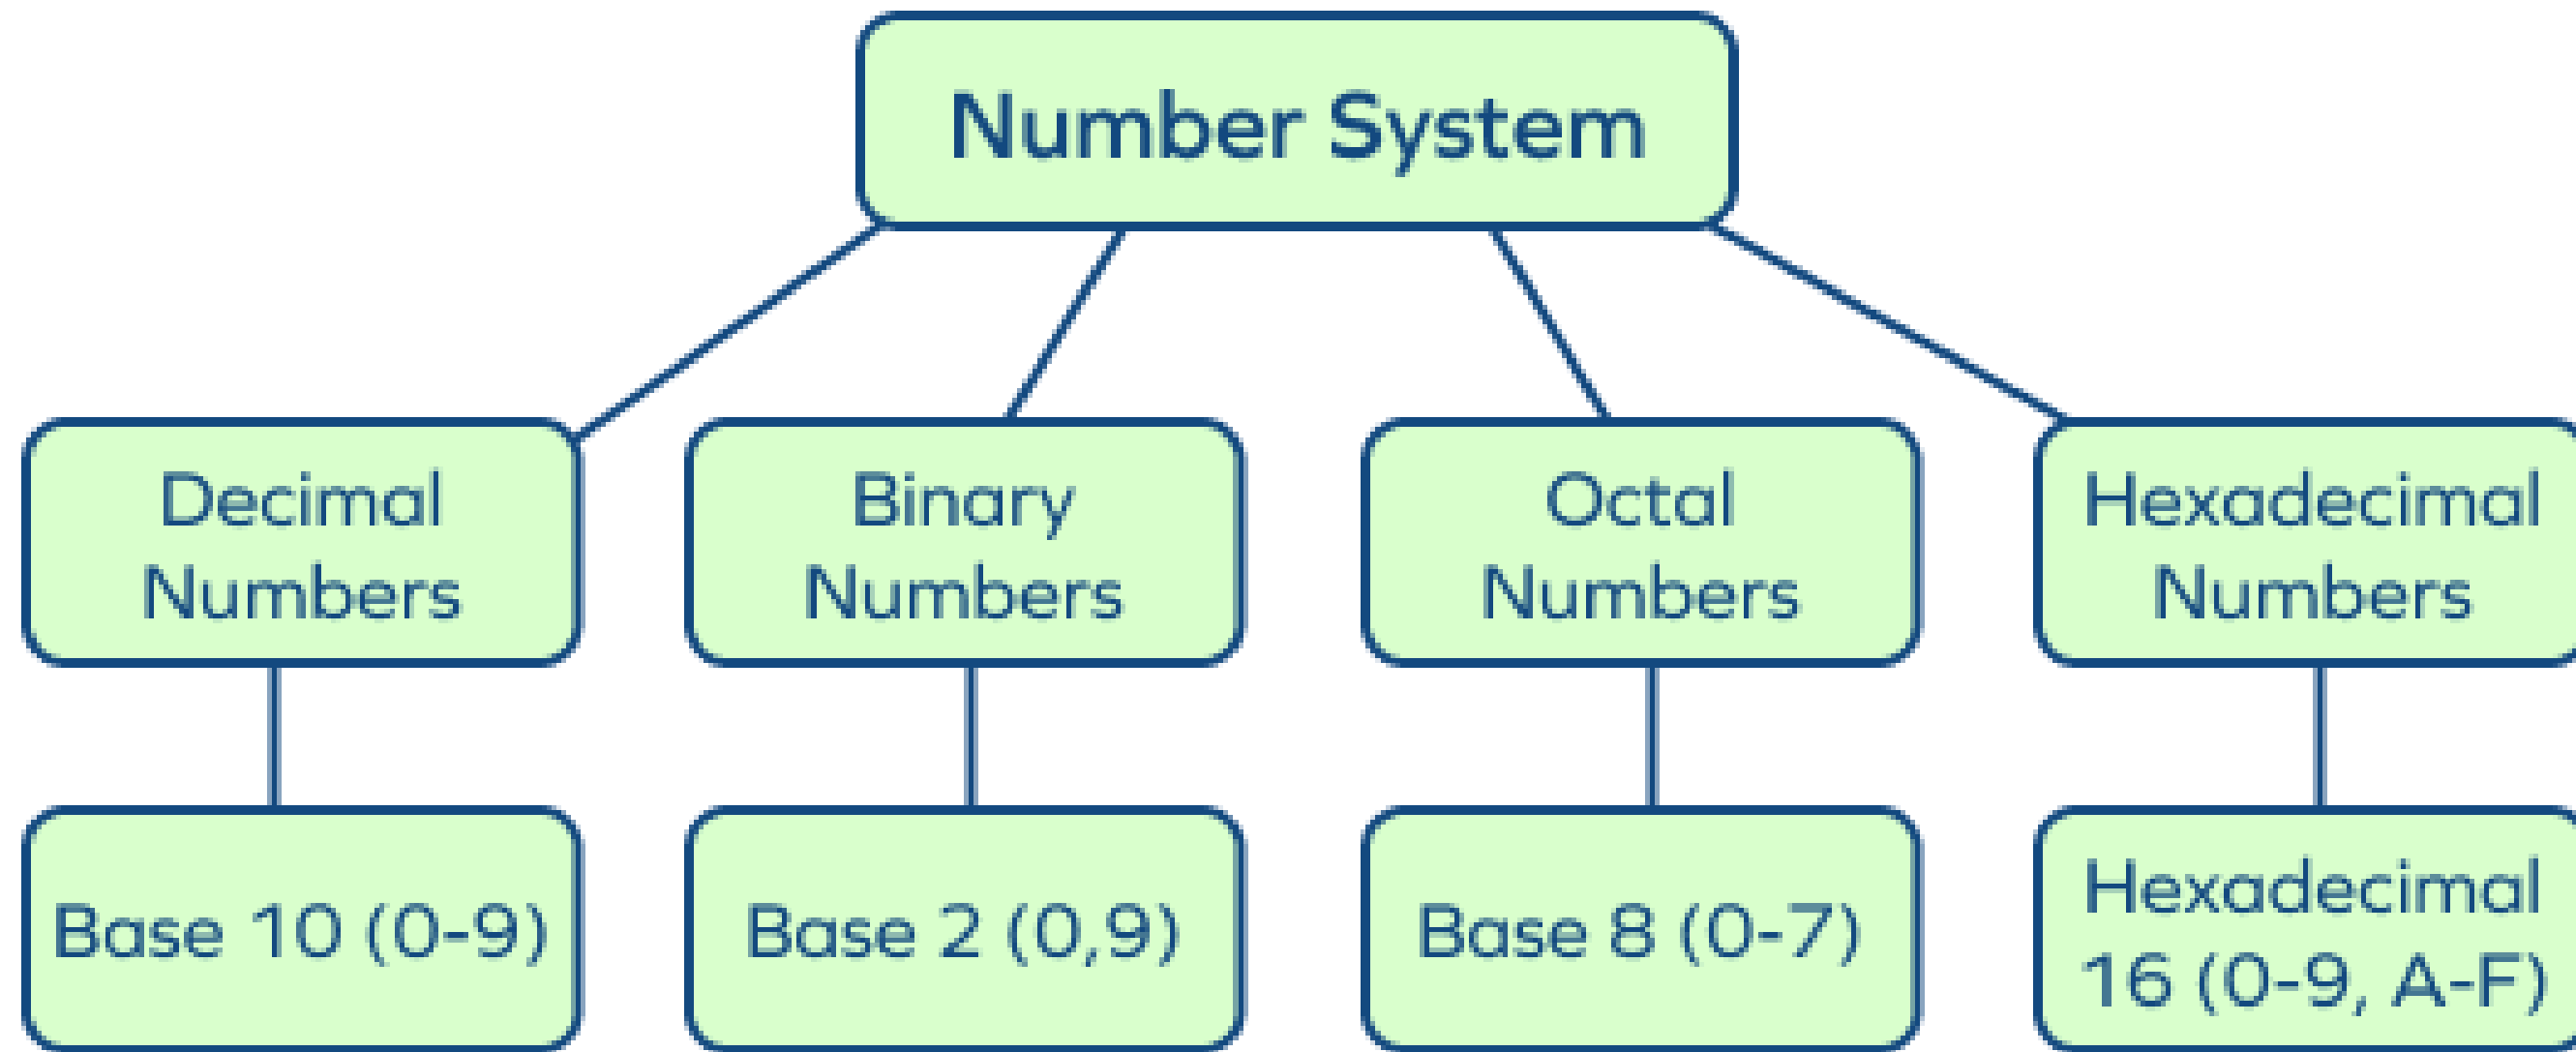 Number System
Decimal
Numbers
Binary
Numbers
Octal
Numbers
Hexadecimal
Numbers
Base 10 (0-9)
Base 2 (0,9)
Base 8 (0-7)
Hexadecimal
16 (0-9, A-F)